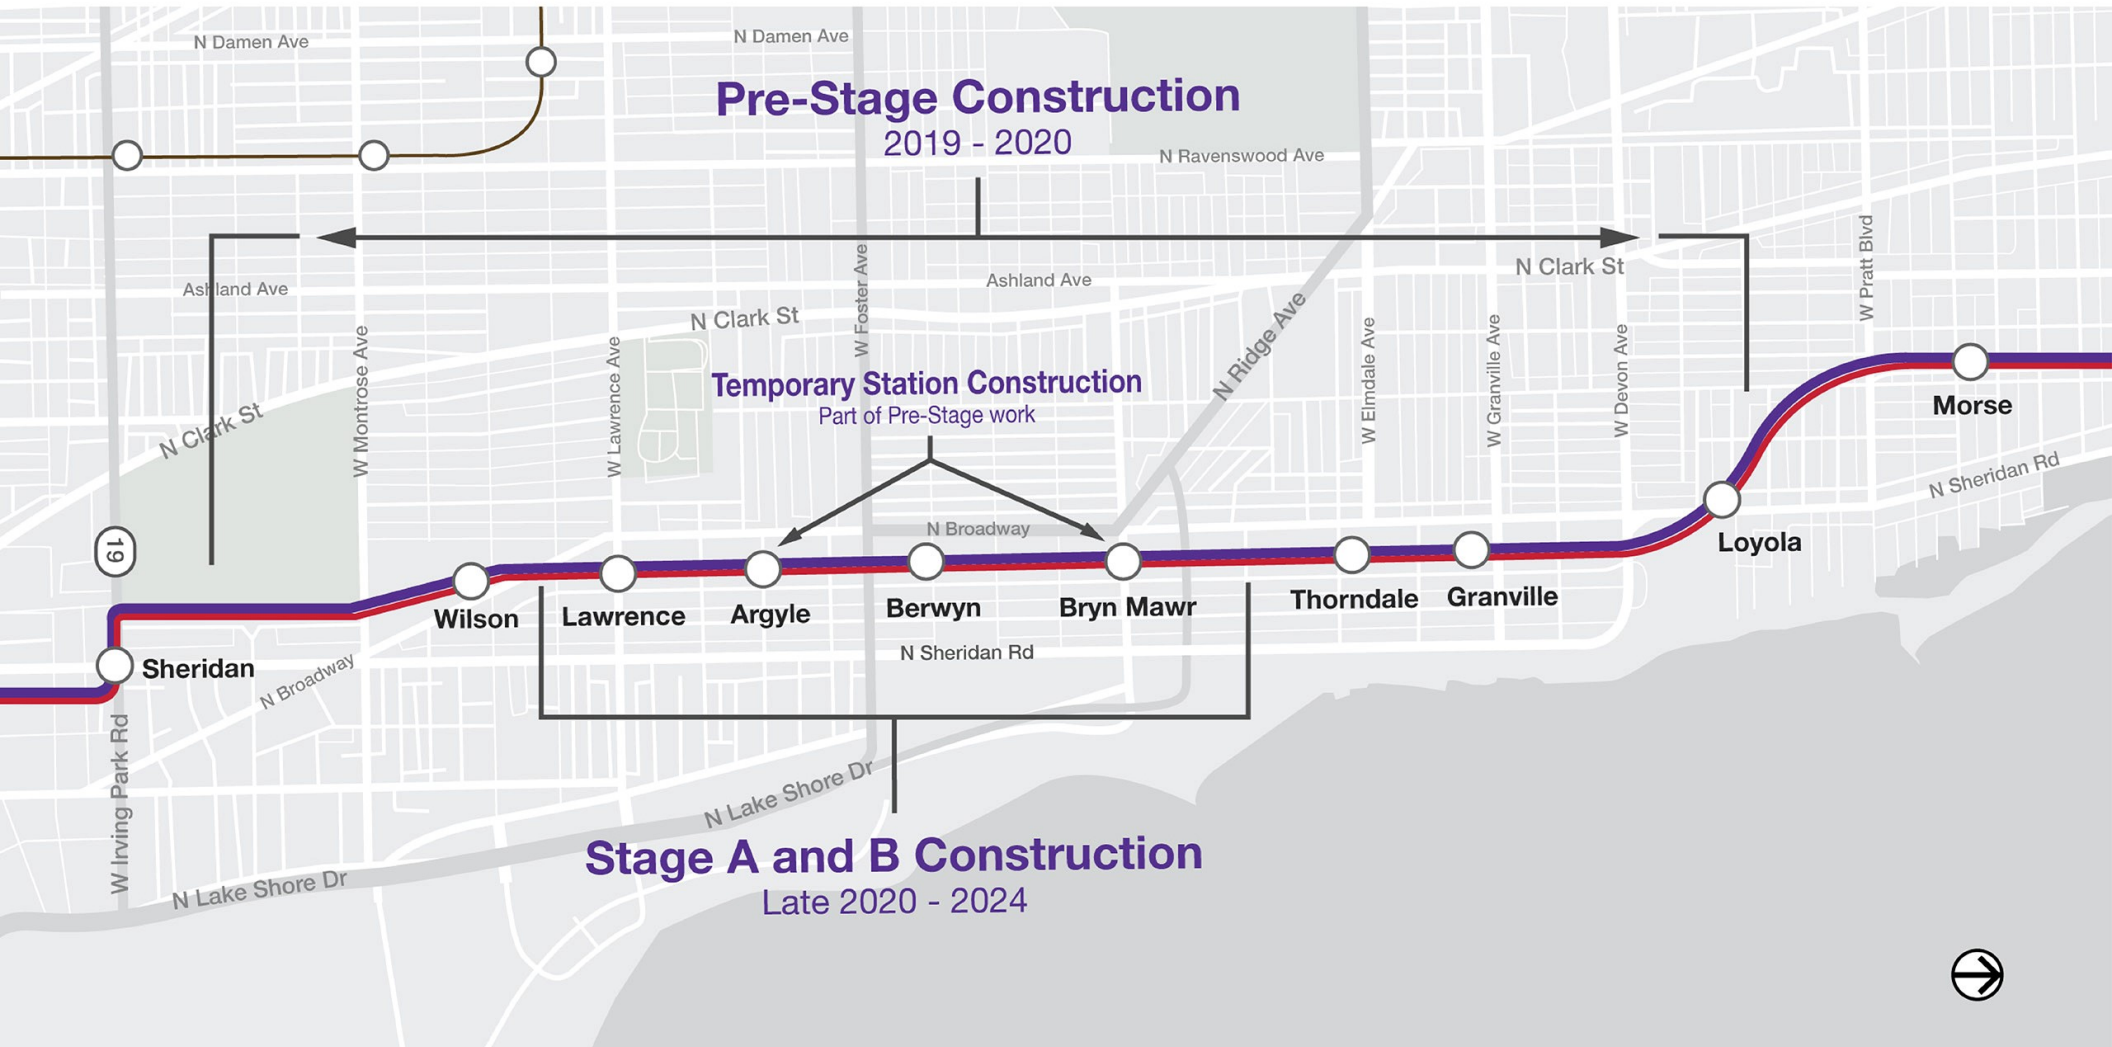 N Damen Ave
N Damen Ave
Pre-Stage Construction
2019 - 2020
N Ravenswood Ave
Ashland Ave
Ashland Ave
N Clark St
N Clark St
N Clark St
W Foster Ave
W Pratt Blvd
W Montrose Ave
W Lawrence Ave
N Ridge Ave
W Elmdale Ave
W Granville Ave
W Devon Ave
Temporary Station Construction
Part of Pre-Stage work
Morse
N Sheridan Rd
N Broadway
19
Loyola
Wilson
Lawrence
Argyle
Berwyn
Bryn Mawr
Thorndale
Granville
N Sheridan Rd
Sheridan
N Broadway
W Irving Park Rd
N Lake Shore Dr
N Lake Shore Dr
Stage A and B Construction
Late 2020 - 2024